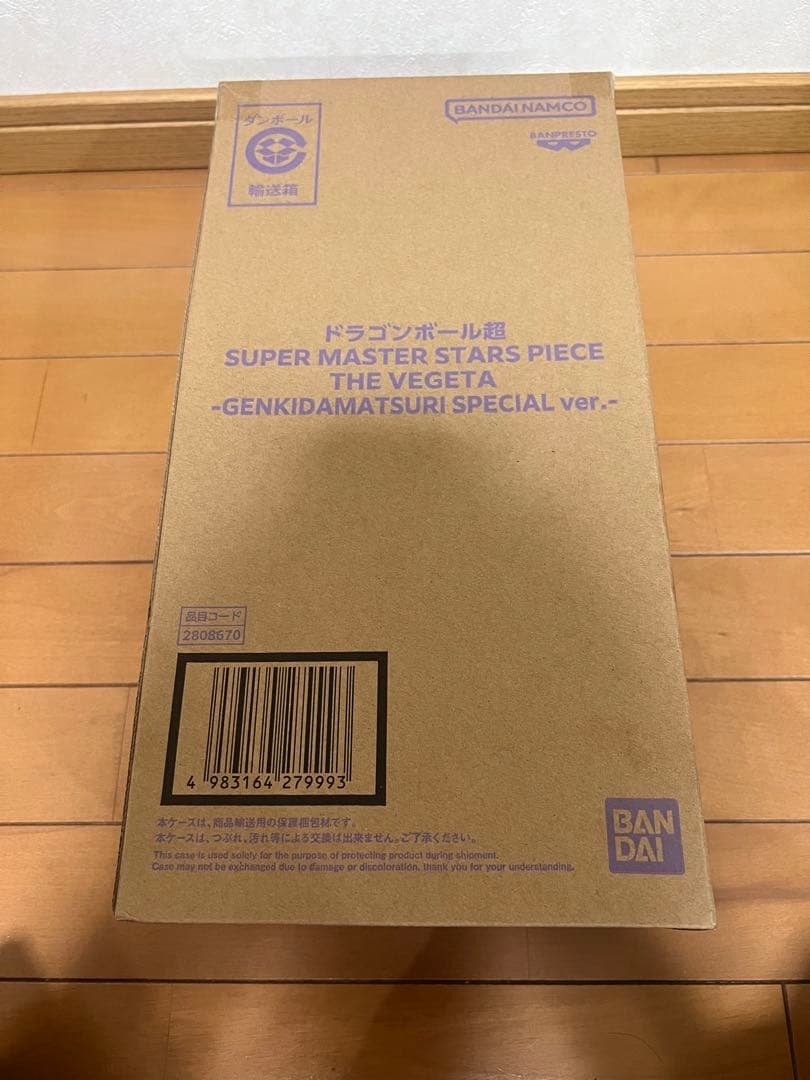 ダンボール
輸送箱
BANDAI NAMCO
BANPRESTO
ドラゴンボール超
SUPER MASTER STARS PIECE
THE VEGETA
-GENKIDAMATSURI SPECIAL ver.-
品目コード
2808670
4 983164 279993
本ケースは、商品輸送用の保護梱包材です。
本ケースは、つぶれ、汚れ等による交換は出来ません。ご了承ください。
This case is used solely for the purpose of protecting product during shipment.
Case may not be exchanged due to damage or discoloration, thank you for your understanding.
BAN
DAI